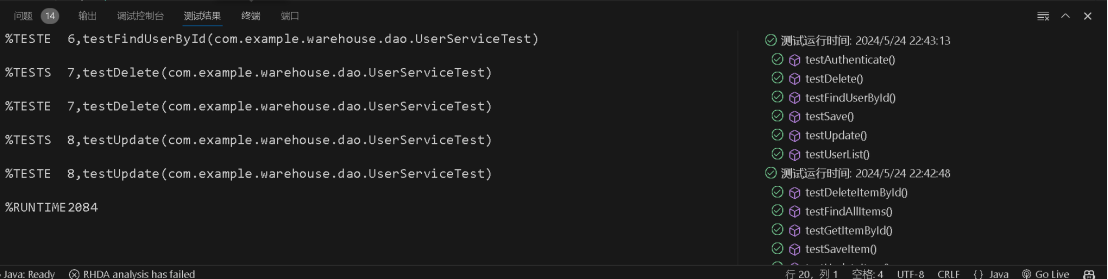 问题 14 输出 调试控制台 测试结果 终端 端口
%TESTE 6,testFindUserById(com.example.warehouse.dao.UserServiceTest)
%TESTS 7,testDelete(com.example.warehouse.dao.UserServiceTest)
%TESTE 7,testDelete(com.example.warehouse.dao.UserServiceTest)
%TESTS 8,testUpdate(com.example.warehouse.dao.UserServiceTest)
%TESTE 8,testUpdate(com.example.warehouse.dao.UserServiceTest)
%RUNTIME2084
测试运行时间: 2024/5/24 22:43:13
testAuthenticate()
testDelete()
testFindUserById()
testSave()
testUpdate()
testUserList()
测试运行时间: 2024/5/24 22:42:48
testDeleteItemById()
testFindAllItems()
testGetItemById()
testSaveItem()
Java: Ready RHDA analysis has failed 行 20，列 1 空格: 4 UTF-8 CRLF {} Java Go Live